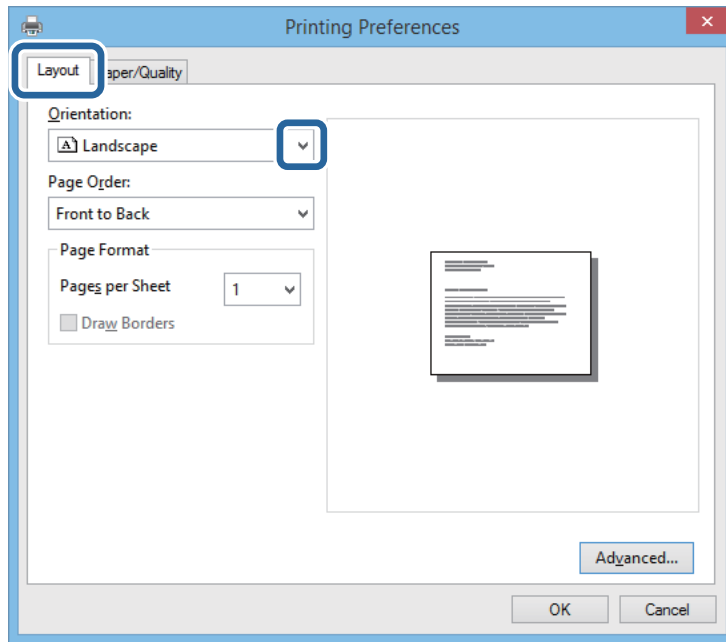 Printing Preferences
Layout
aper/Quality
Orientation:
Landscape
Page Order:
Front to Back
Page Format
Pages per Sheet 1
Draw Borders
Advanced...
OK Cancel